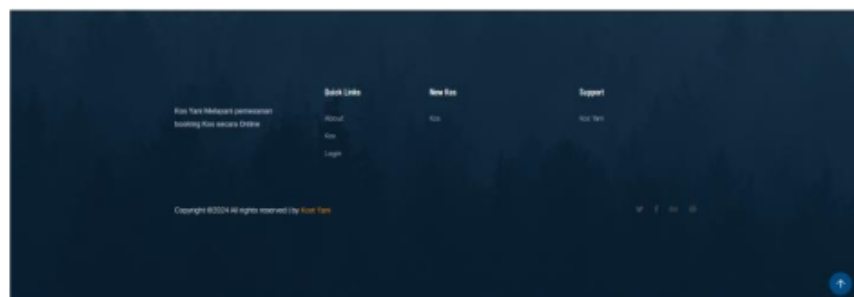 Quick Links
New Kos
Support
Kos Yani Melayani pemesanan
booking Kos secara Online
About
Kos
Login
Kos
Kos Yani
Copyright ©2024 All rights reserved | by Kost Yani